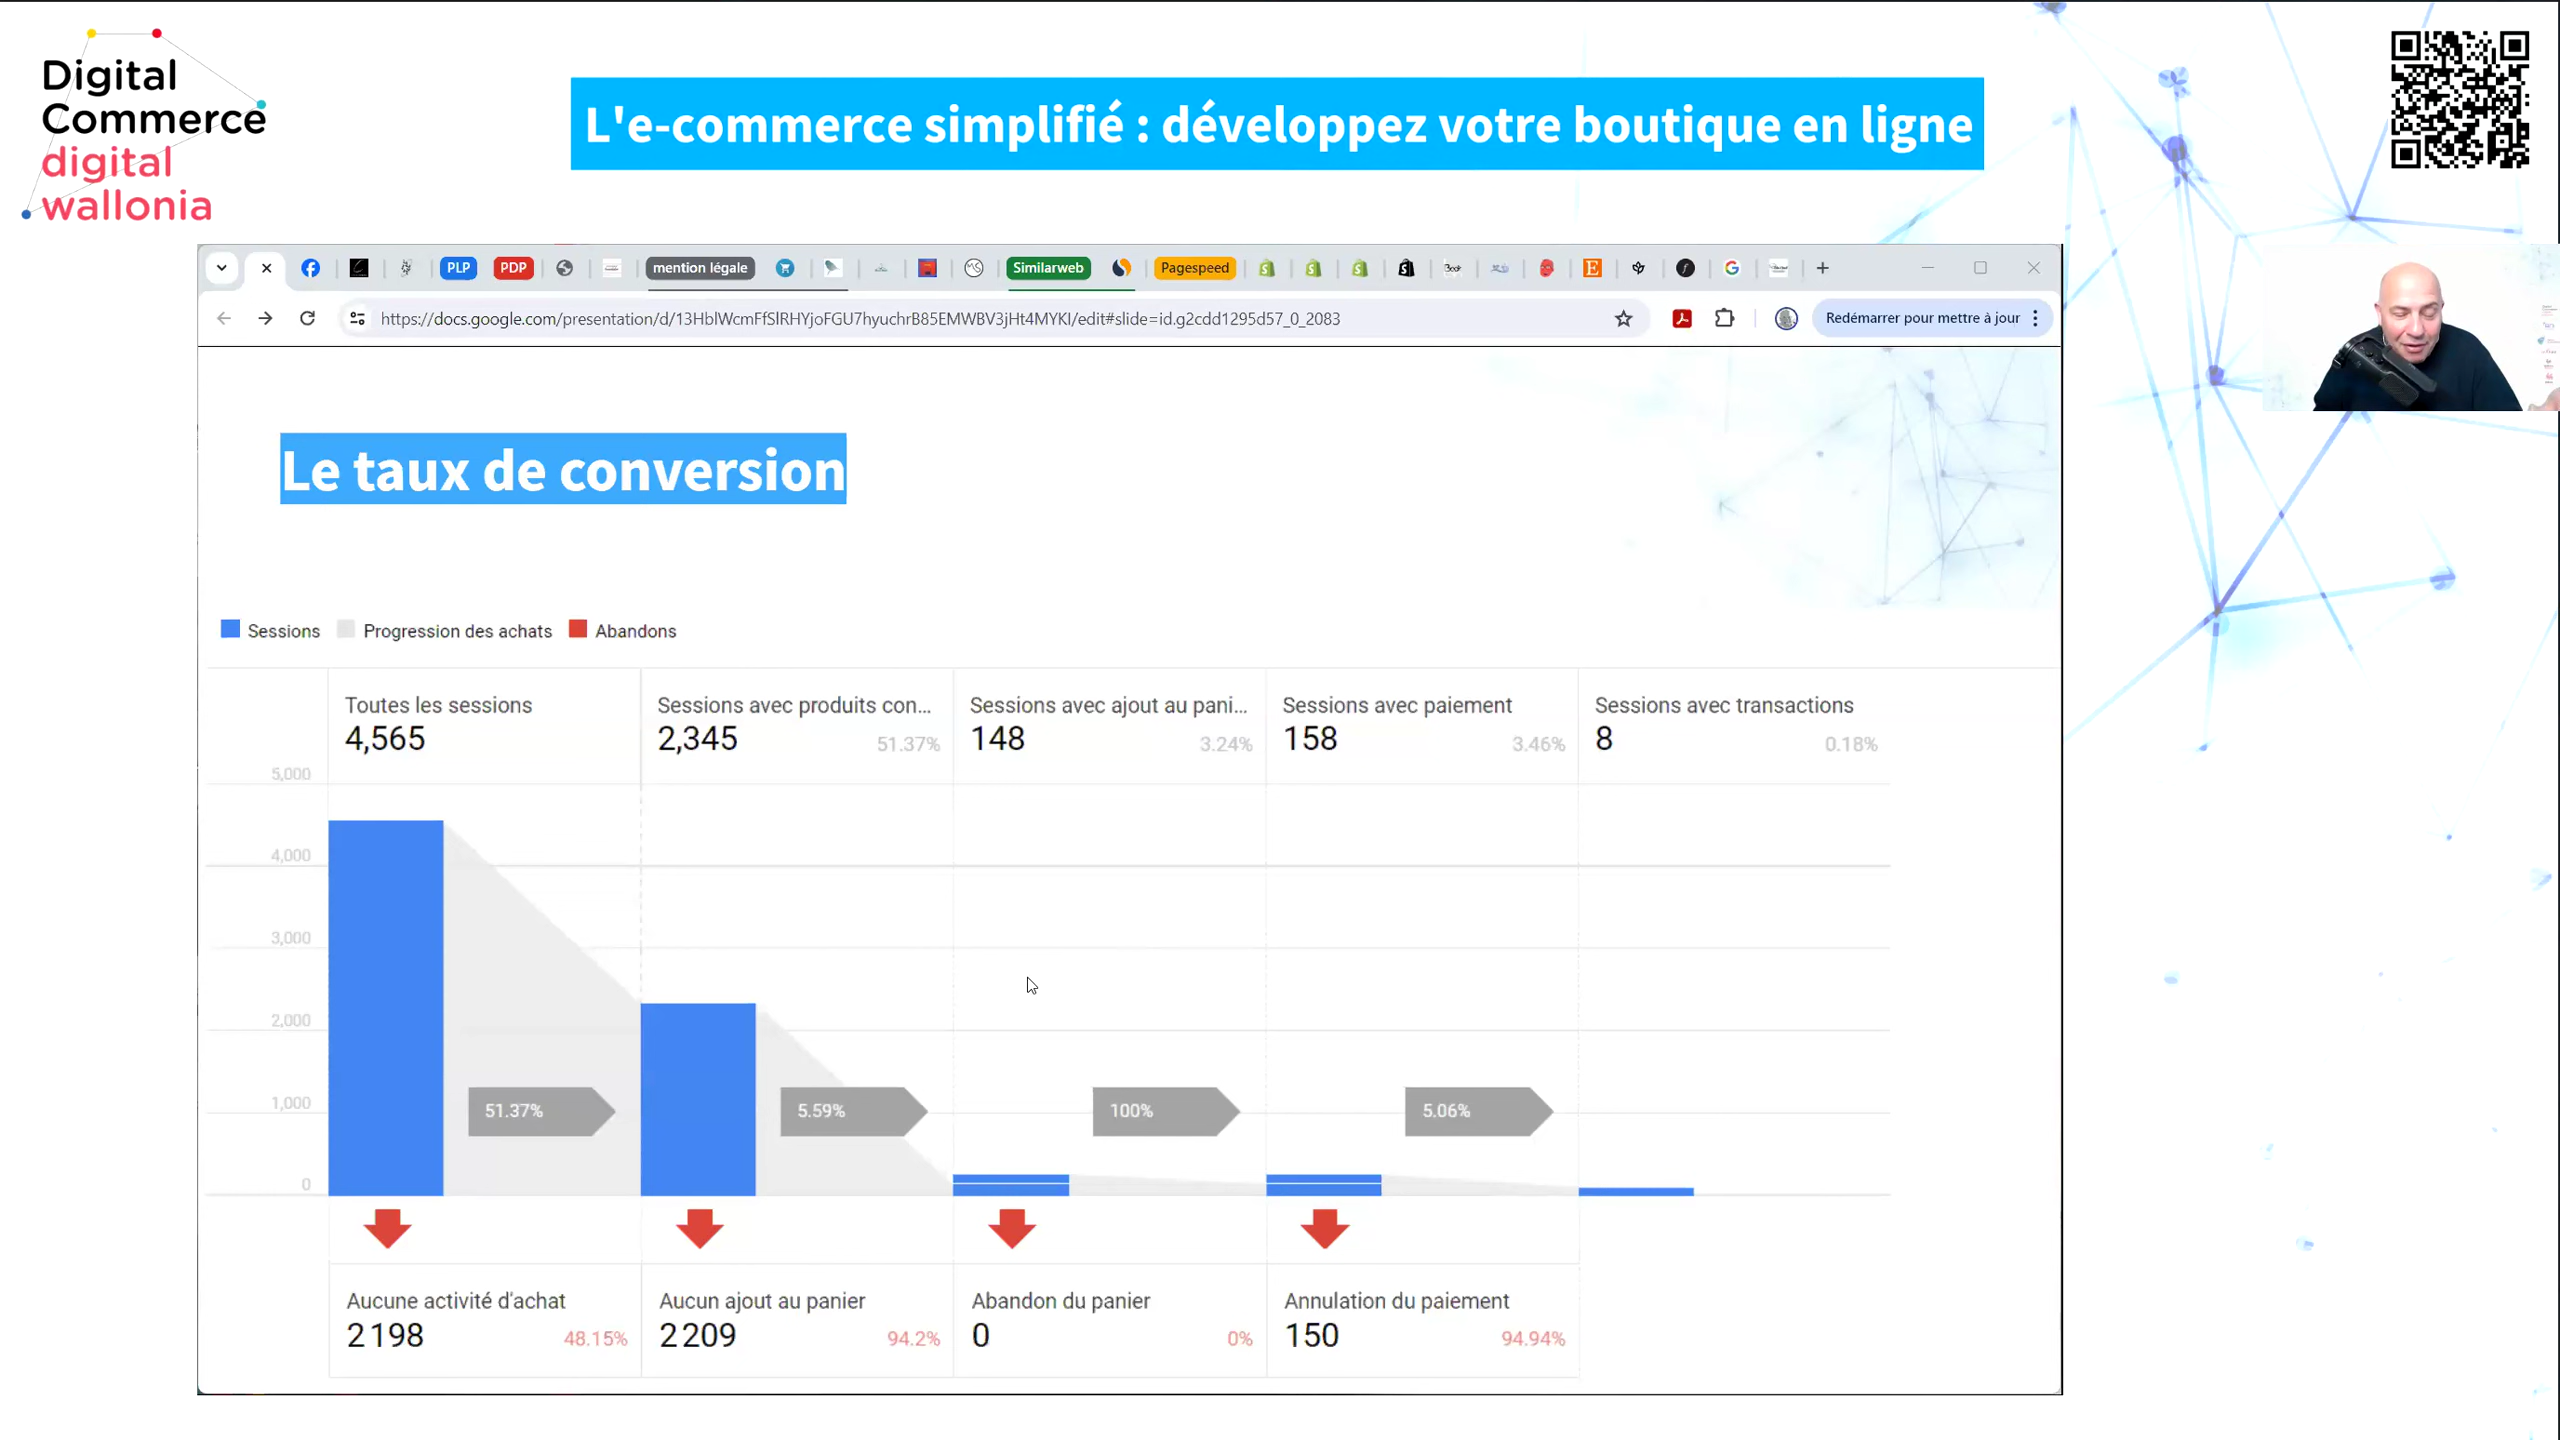 Digital
Commerce
digital
wallonia
L'e-commerce simplifié : développez votre boutique en ligne
PLP
PDP
mention légale
Similarweb
Pagespeed
https://docs.google.com/presentation/d/13HblWcmFfSlRHYjoFGU7hyuchrB85EMWBV3jHt4MYKI/edit#slide=id.g2cdd1295d57_0_2083
Redémarrer pour mettre à jour
Le taux de conversion
Sessions
Progression des achats
Abandons
Toutes les sessions
4,565
Sessions avec produits con...
2,345
51.37%
Sessions avec ajout au pani...
148
3.24%
Sessions avec paiement
158
3.46%
Sessions avec transactions
8
0.18%
5,000
4,000
3,000
2,000
1,000
0
51.37%
5.59%
100%
5.06%
Aucune activité d'achat
2 198
48.15%
Aucun ajout au panier
2 209
94.2%
Abandon du panier
0
0%
Annulation du paiement
150
94.94%